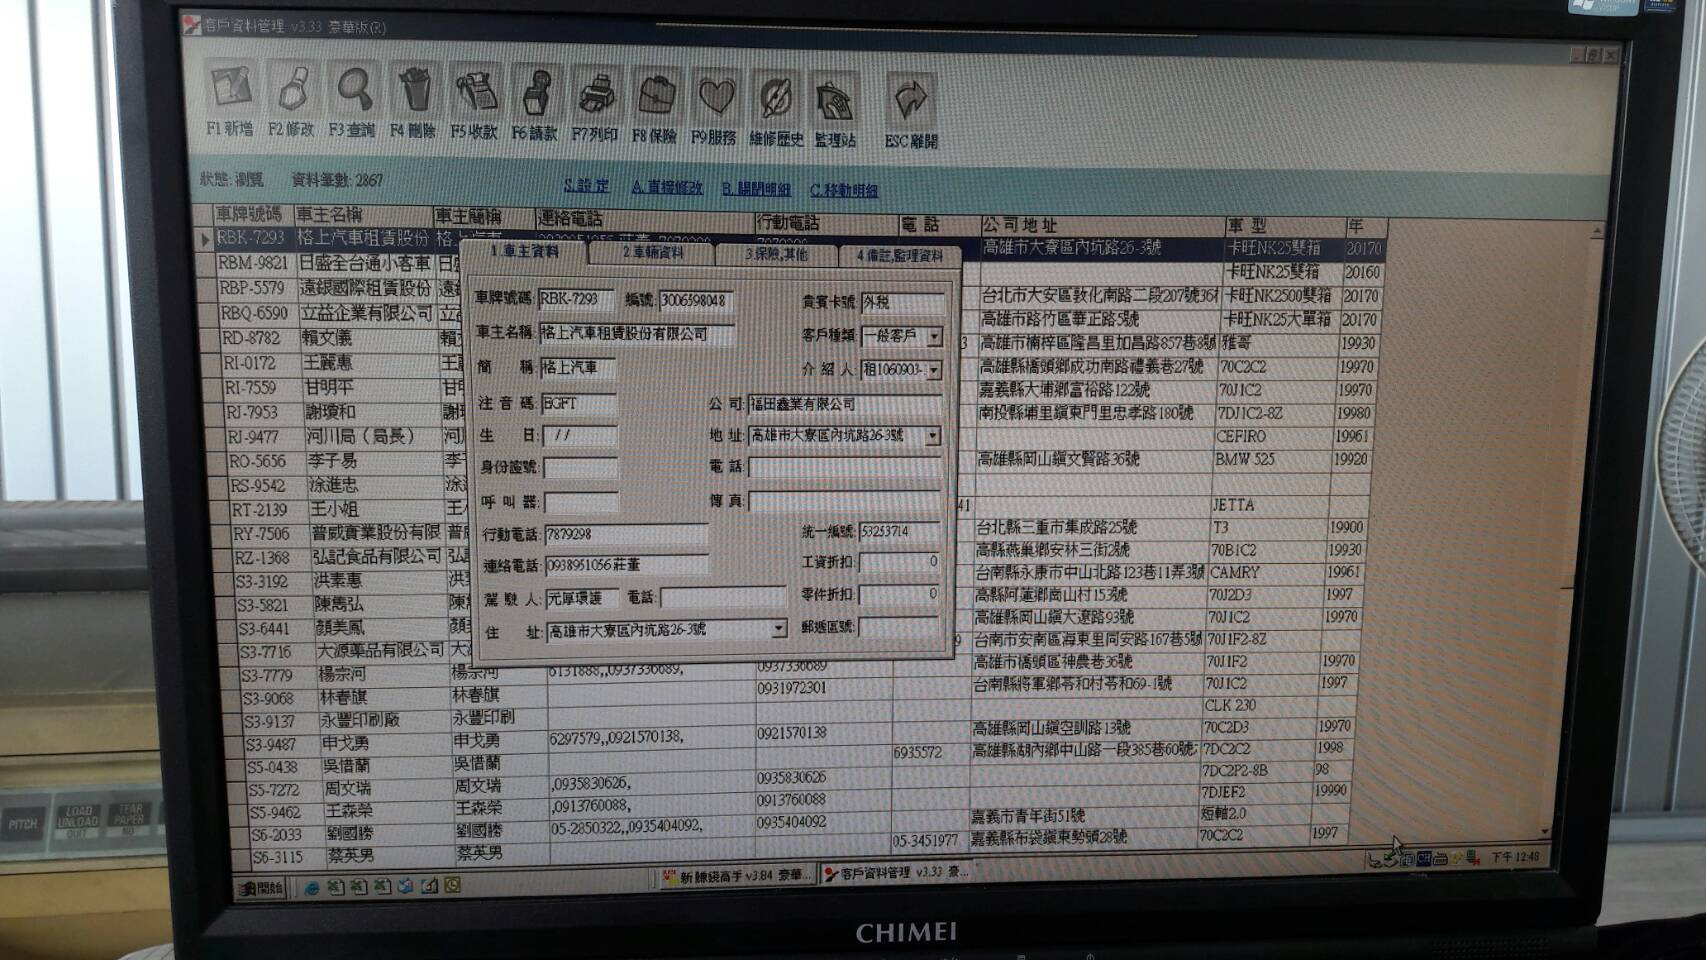 客戶資料管理 v3.33 豪華版(R)
F1新增 F2修改 F3查詢 F4刪除 F5收款 F6請款 F7列印 F8保險 F9服務 維修歷史 監理站 ESC離開
狀態: 瀏覽 資料筆數: 2867 S.設定 A.直接修改 B.關閉明細 C.移動明細
車牌號碼 車主名稱 車主簡稱 連絡電話 行動電話 電話 公司地址 車型 年
RBK-7293 格上汽車租賃股份 高雄市大寮區內坑路26-3號 卡旺NK25雙箱 20170
RBM-9821 日盛全台通小客車 卡旺NK25雙箱 20160
RBP-5579 遠銀國際租賃股份 台北市大安區敦化南路二段207號 卡旺NK2500雙箱 20170
RBQ-6590 立益企業有限公司 高雄市路竹區華正路5號 卡旺NK25大單箱 20170
RD-8782 賴文儀 高雄市楠梓區隆昌里加昌路857巷8號 雅哥 19930
RI-0172 王麗惠 高雄縣橋頭鄉成功南路禮義巷27號 70C2C2 19970
RI-7559 甘明平 嘉義縣大埔鄉富裕路122號 70J1C2 19970
RJ-7953 謝瓊和 南投縣埔里鎮東門里忠孝路180號 7DJ1C2-8Z 19980
RJ-9477 河川局（局長） CEFIRO 19961
RO-5656 李子易 高雄縣岡山鎮文賢路36號 BMW 525 19920
RS-9542 涂進忠
RT-2139 王小姐 JETTA
RY-7506 普威實業股份有限 台北縣三重市集成路25號 T3 19900
RZ-1368 弘記食品有限公司 高縣燕巢鄉安林三街2號 70B1C2 19930
S3-3192 洪素惠 台南縣永康市中山北路123巷11弄3號 CAMRY 19961
S3-5821 陳雋弘 高縣阿蓮鄉崗山村153號 70J2D3 1997
S3-6441 顏美鳳 高雄縣岡山鎮大遼路93號 70J1C2 19970
S3-7716 大源藥品有限公司 台南市安南區海東里同安路167巷5號 70J1F2-8Z
S3-7779 楊宗河 楊宗河 6131888,,0937336689, 0937336689 高雄市橋頭區神農巷36號 70J1F2 19970
S3-9068 林春旗 林春旗 0931972301 台南縣將軍鄉苓和村苓和69-1號 70J1C2 1997
S3-9137 永豐印刷廠 永豐印刷 CLK 230
S3-9487 申戈勇 申戈勇 6297579,,0921570138, 0921570138 高雄縣岡山鎮空訓路13號 70C2D3 19970
S5-0438 吳惜蘭 吳惜蘭 6935572 高雄縣湖內鄉中山路一段385巷60號 7DC2C2 1998
S5-7272 周文瑞 周文瑞 ,0935830626, 0935830626 7DC2P2-8B 98
S5-9462 王森榮 王森榮 ,0913760088, 0913760088 7DJEF2 19990
S6-2033 劉國勝 劉國勝 05-2850322,,0935404092, 0935404092 嘉義市青年街51號 短軸2.0
S6-3115 蔡英男 蔡英男 05-3451977 嘉義縣布袋鎮東勢頭28號 70C2C2 1997
1.車主資料 2.車輛資料 3.保險,其他 4.備註,監理資料
車牌號碼: RBK-7293 編號: 3006598048 貴賓卡號: 外稅
車主名稱: 格上汽車租賃股份有限公司 客戶種類: 一般客戶
簡 稱: 格上汽車 介紹人: 租1060903-
注音碼: BGFT 公司: 福田鑫業有限公司
生 日: / / 地址: 高雄市大寮區內坑路26-3號
身份證號: 電話:
呼叫器: 傳真:
行動電話: 7879298 統一編號: 53253714
連絡電話: 0938951056莊董 工資折扣: 0
駕駛人: 元厚環護 電話: 零件折扣: 0
住 址: 高雄市大寮區內坑路26-3號 郵遞區號:
開始 新賺錢高手 v3.84 豪華... 客戶資料管理 v3.33 豪... CH 下午 12:48
CHIMEI
PITCH
LOAD
UNLOAD
QUIT
TEAR
PAPER
NO